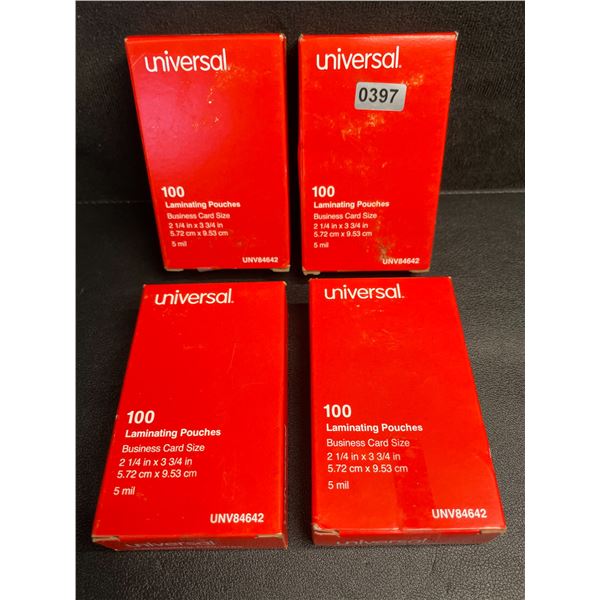 universal
100
Laminating Pouches
Business Card Size
2 1/4 in x 3 3/4 in
5.72 cm x 9.53 cm
5 mil
UNV84642
universal
0397
100
Laminating Pouches
Business Card Size
2 1/4 in x 3 3/4 in
5.72 cm x 9.53 cm
5 mil
UNV84642
universal
100
Laminating Pouches
Business Card Size
2 1/4 in x 3 3/4 in
5.72 cm x 9.53 cm
5 mil
UNV84642
universal
universal
100
Laminating Pouches
Business Card Size
2 1/4 in x 3 3/4 in
5.72 cm x 9.53 cm
5 mil
UNV84642
universal